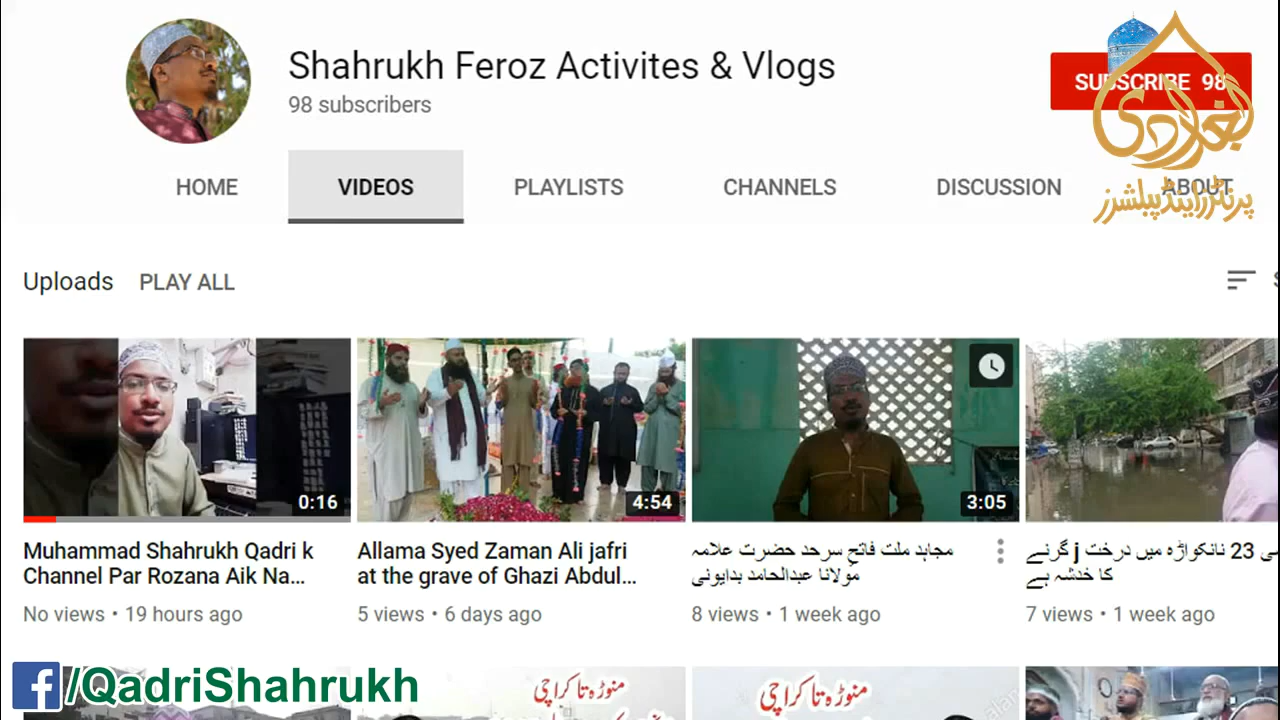 Shahrukh Feroz Activites & Vlogs
98 subscribers
SUBSCRIBE 98
بغدادی
پرنٹرز اینڈ پبلشرز
HOME
VIDEOS
PLAYLISTS
CHANNELS
DISCUSSION
ABOUT
Uploads
PLAY ALL
0:16
4:54
3:05
Muhammad Shahrukh Qadri k
Channel Par Rozana Aik Na...
No views • 19 hours ago
Allama Syed Zaman Ali jafri
at the grave of Ghazi Abdul...
5 views • 6 days ago
مجاہد ملت فاتح سرحد حضرت علامہ
مولانا عبدالحامد بدایونی
8 views • 1 week ago
ی 23 نانکواڑہ میں درخت j گرنے
کا خدشہ ہے
7 views • 1 week ago
/QadriShahrukh
منوڑہ تا کراچی
منوڑہ تا کراچی